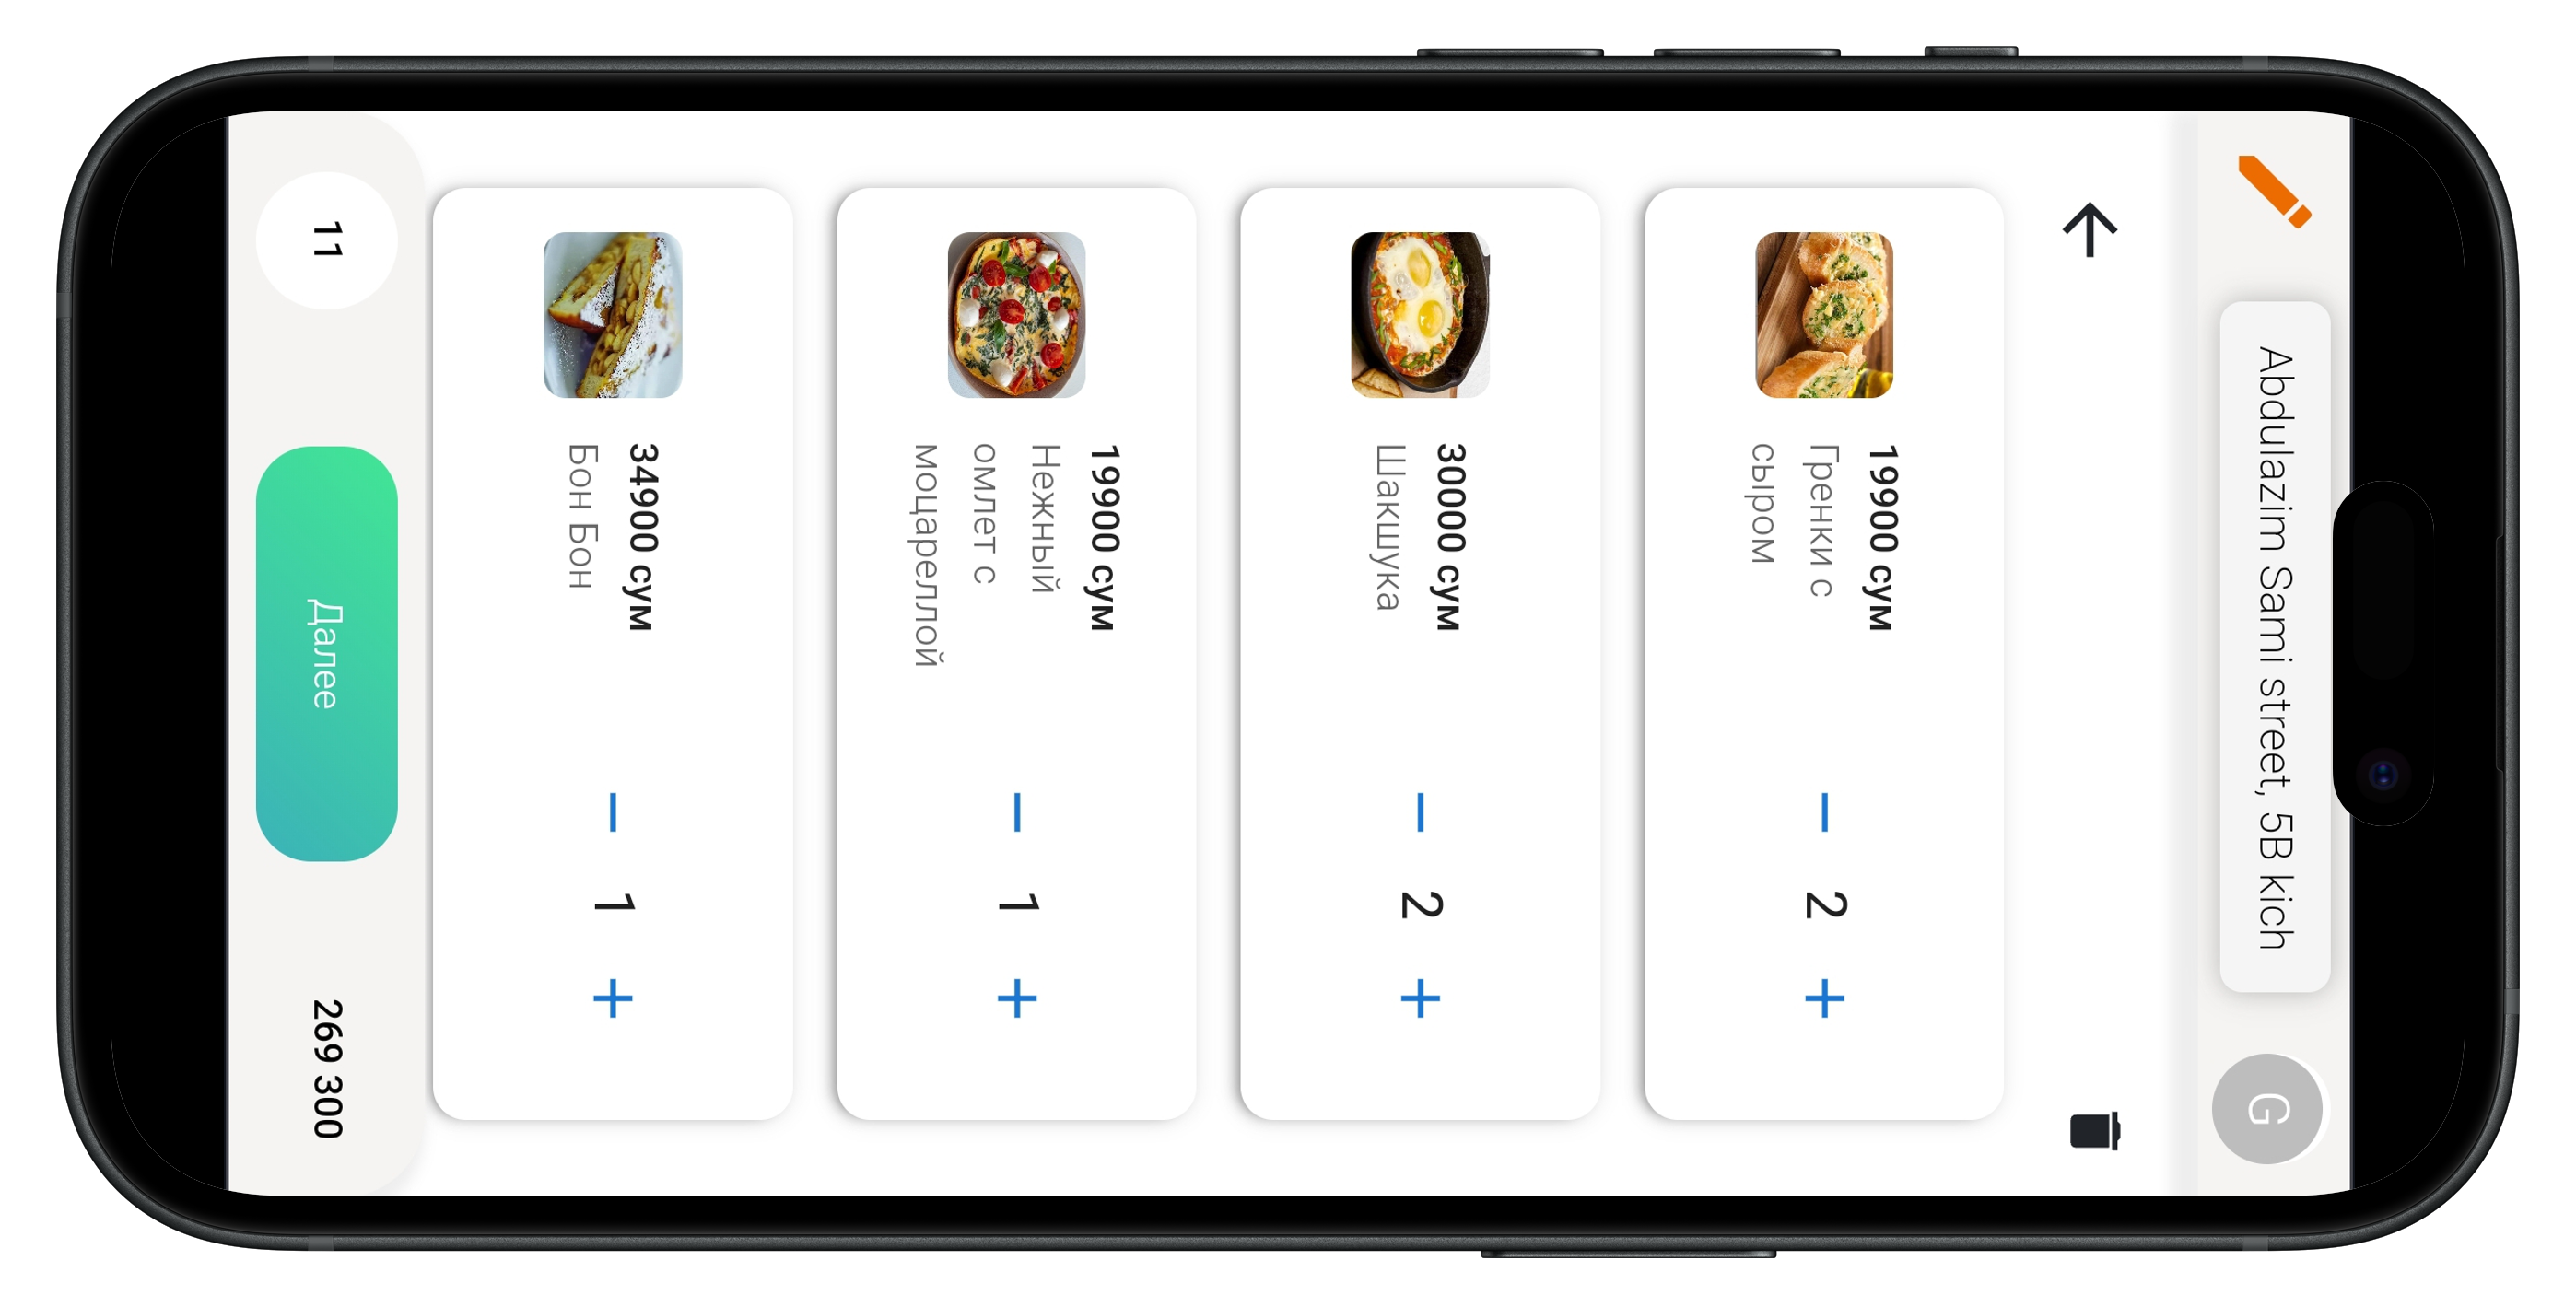 Abdulazim Sami street, 5B kich
G
19900 сум
Гренки с
сыром
2
30000 сум
Шакшука
2
19900 сум
Нежный
омлет с
моцареллой
1
34900 сум
Бон Бон
1
11
Далее
269 300